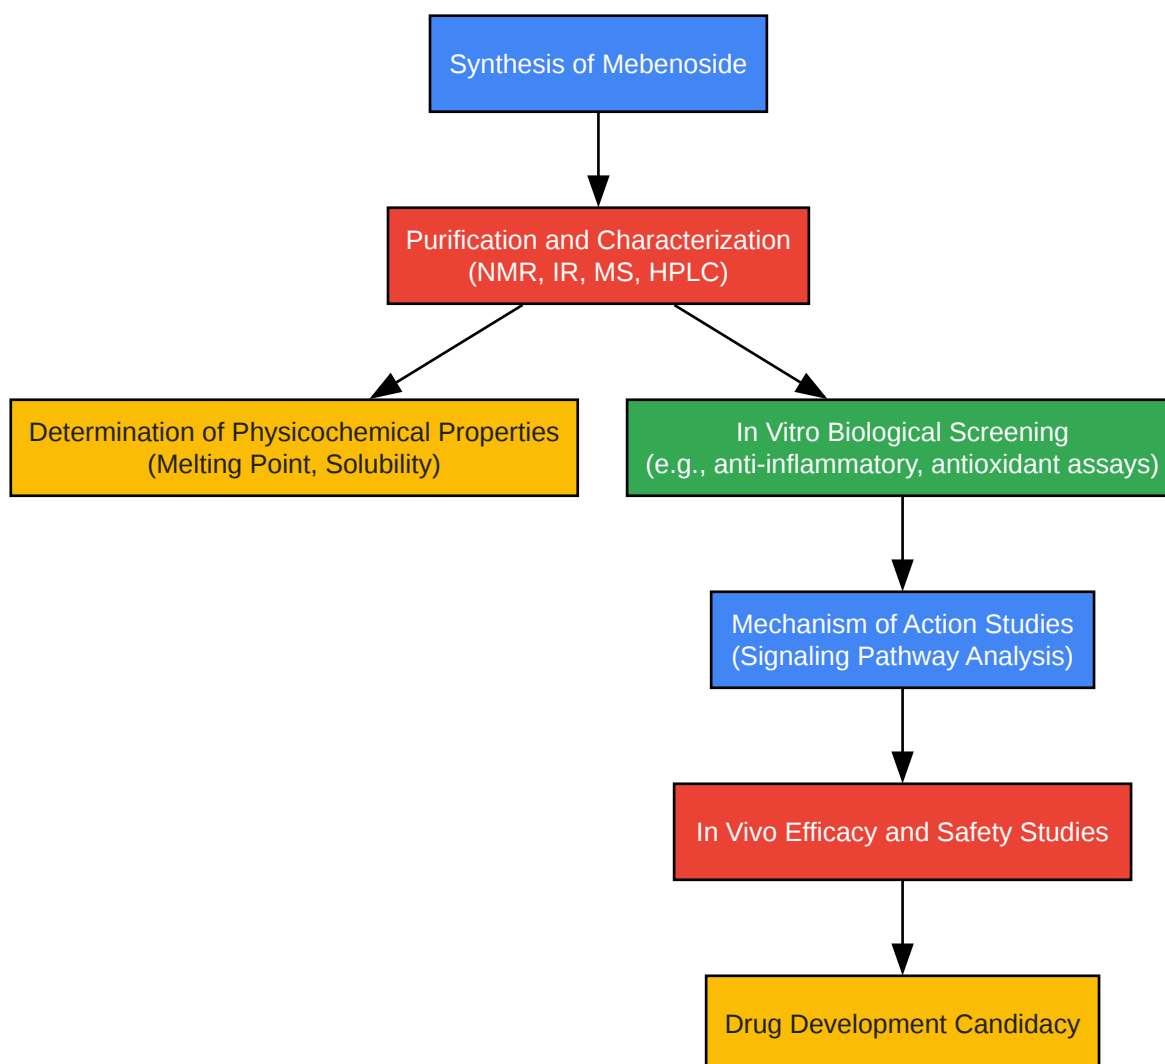 Synthesis of Mebenoside
Purification and Characterization
(NMR, IR, MS, HPLC)
Determination of Physicochemical Properties
(Melting Point, Solubility)
In Vitro Biological Screening
(e.g., anti-inflammatory, antioxidant assays)
Mechanism of Action Studies
(Signaling Pathway Analysis)
In Vivo Efficacy and Safety Studies
Drug Development Candidacy